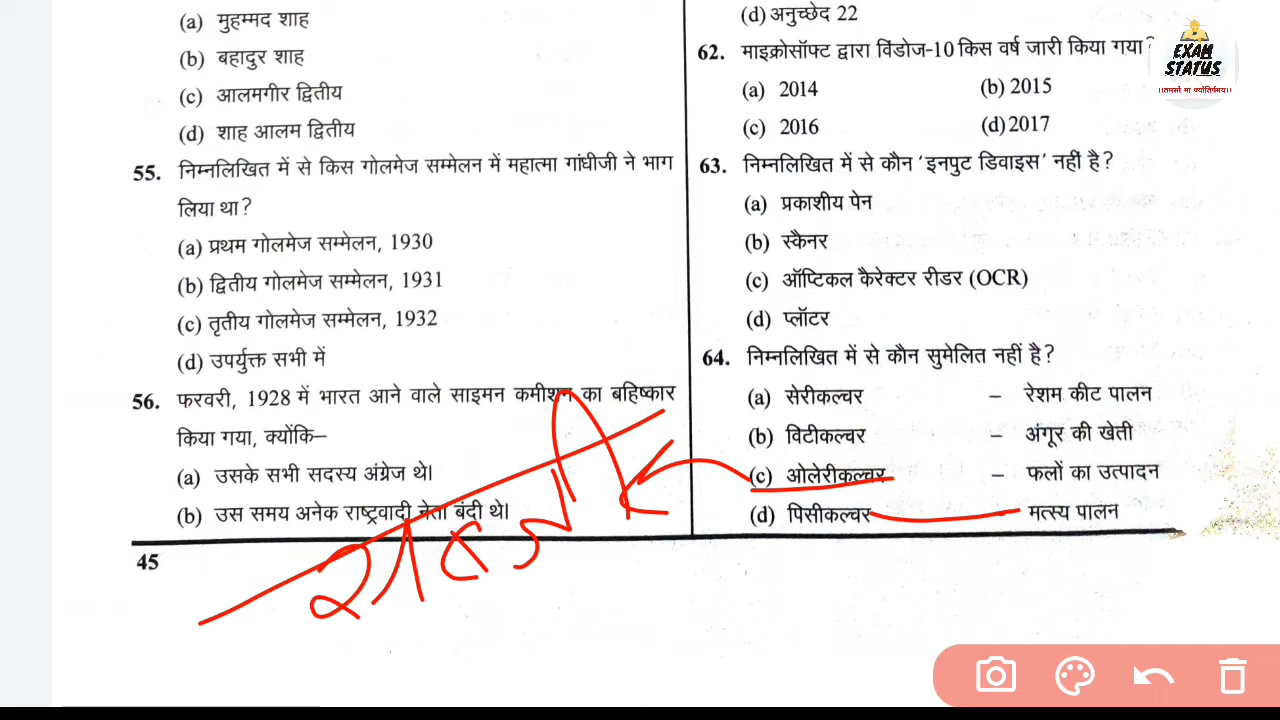 (a) मुहम्मद शाह
(b) बहादुर शाह
(c) आलमगीर द्वितीय
(d) शाह आलम द्वितीय
55. निम्नलिखित में से किस गोलमेज सम्मेलन में महात्मा गांधीजी ने भाग
लिया था?
(a) प्रथम गोलमेज सम्मेलन, 1930
(b) द्वितीय गोलमेज सम्मेलन, 1931
(c) तृतीय गोलमेज सम्मेलन, 1932
(d) उपर्युक्त सभी में
56. फरवरी, 1928 में भारत आने वाले साइमन कमीशन का बहिष्कार
किया गया, क्योंकि–
(a) उसके सभी सदस्य अंग्रेज थे।
(b) उस समय अनेक राष्ट्रवादी नेता बंदी थे।
45
(d) अनुच्छेद 22
62. माइक्रोसॉफ्ट द्वारा विंडोज-10 किस वर्ष जारी किया गया?
(a) 2014 (b) 2015
(c) 2016 (d) 2017
63. निम्नलिखित में से कौन 'इनपुट डिवाइस' नहीं है?
(a) प्रकाशीय पेन
(b) स्कैनर
(c) ऑप्टिकल कैरेक्टर रीडर (OCR)
(d) प्लॉटर
64. निम्नलिखित में से कौन सुमेलित नहीं है?
(a) सेरीकल्चर – रेशम कीट पालन
(b) विटीकल्चर – अंगूर की खेती
(c) ओलेरीकल्चर – फलों का उत्पादन
(d) पिसीकल्चर मत्स्य पालन
EXAM
STATUS
॥तमसो मा ज्योतिर्गमय॥